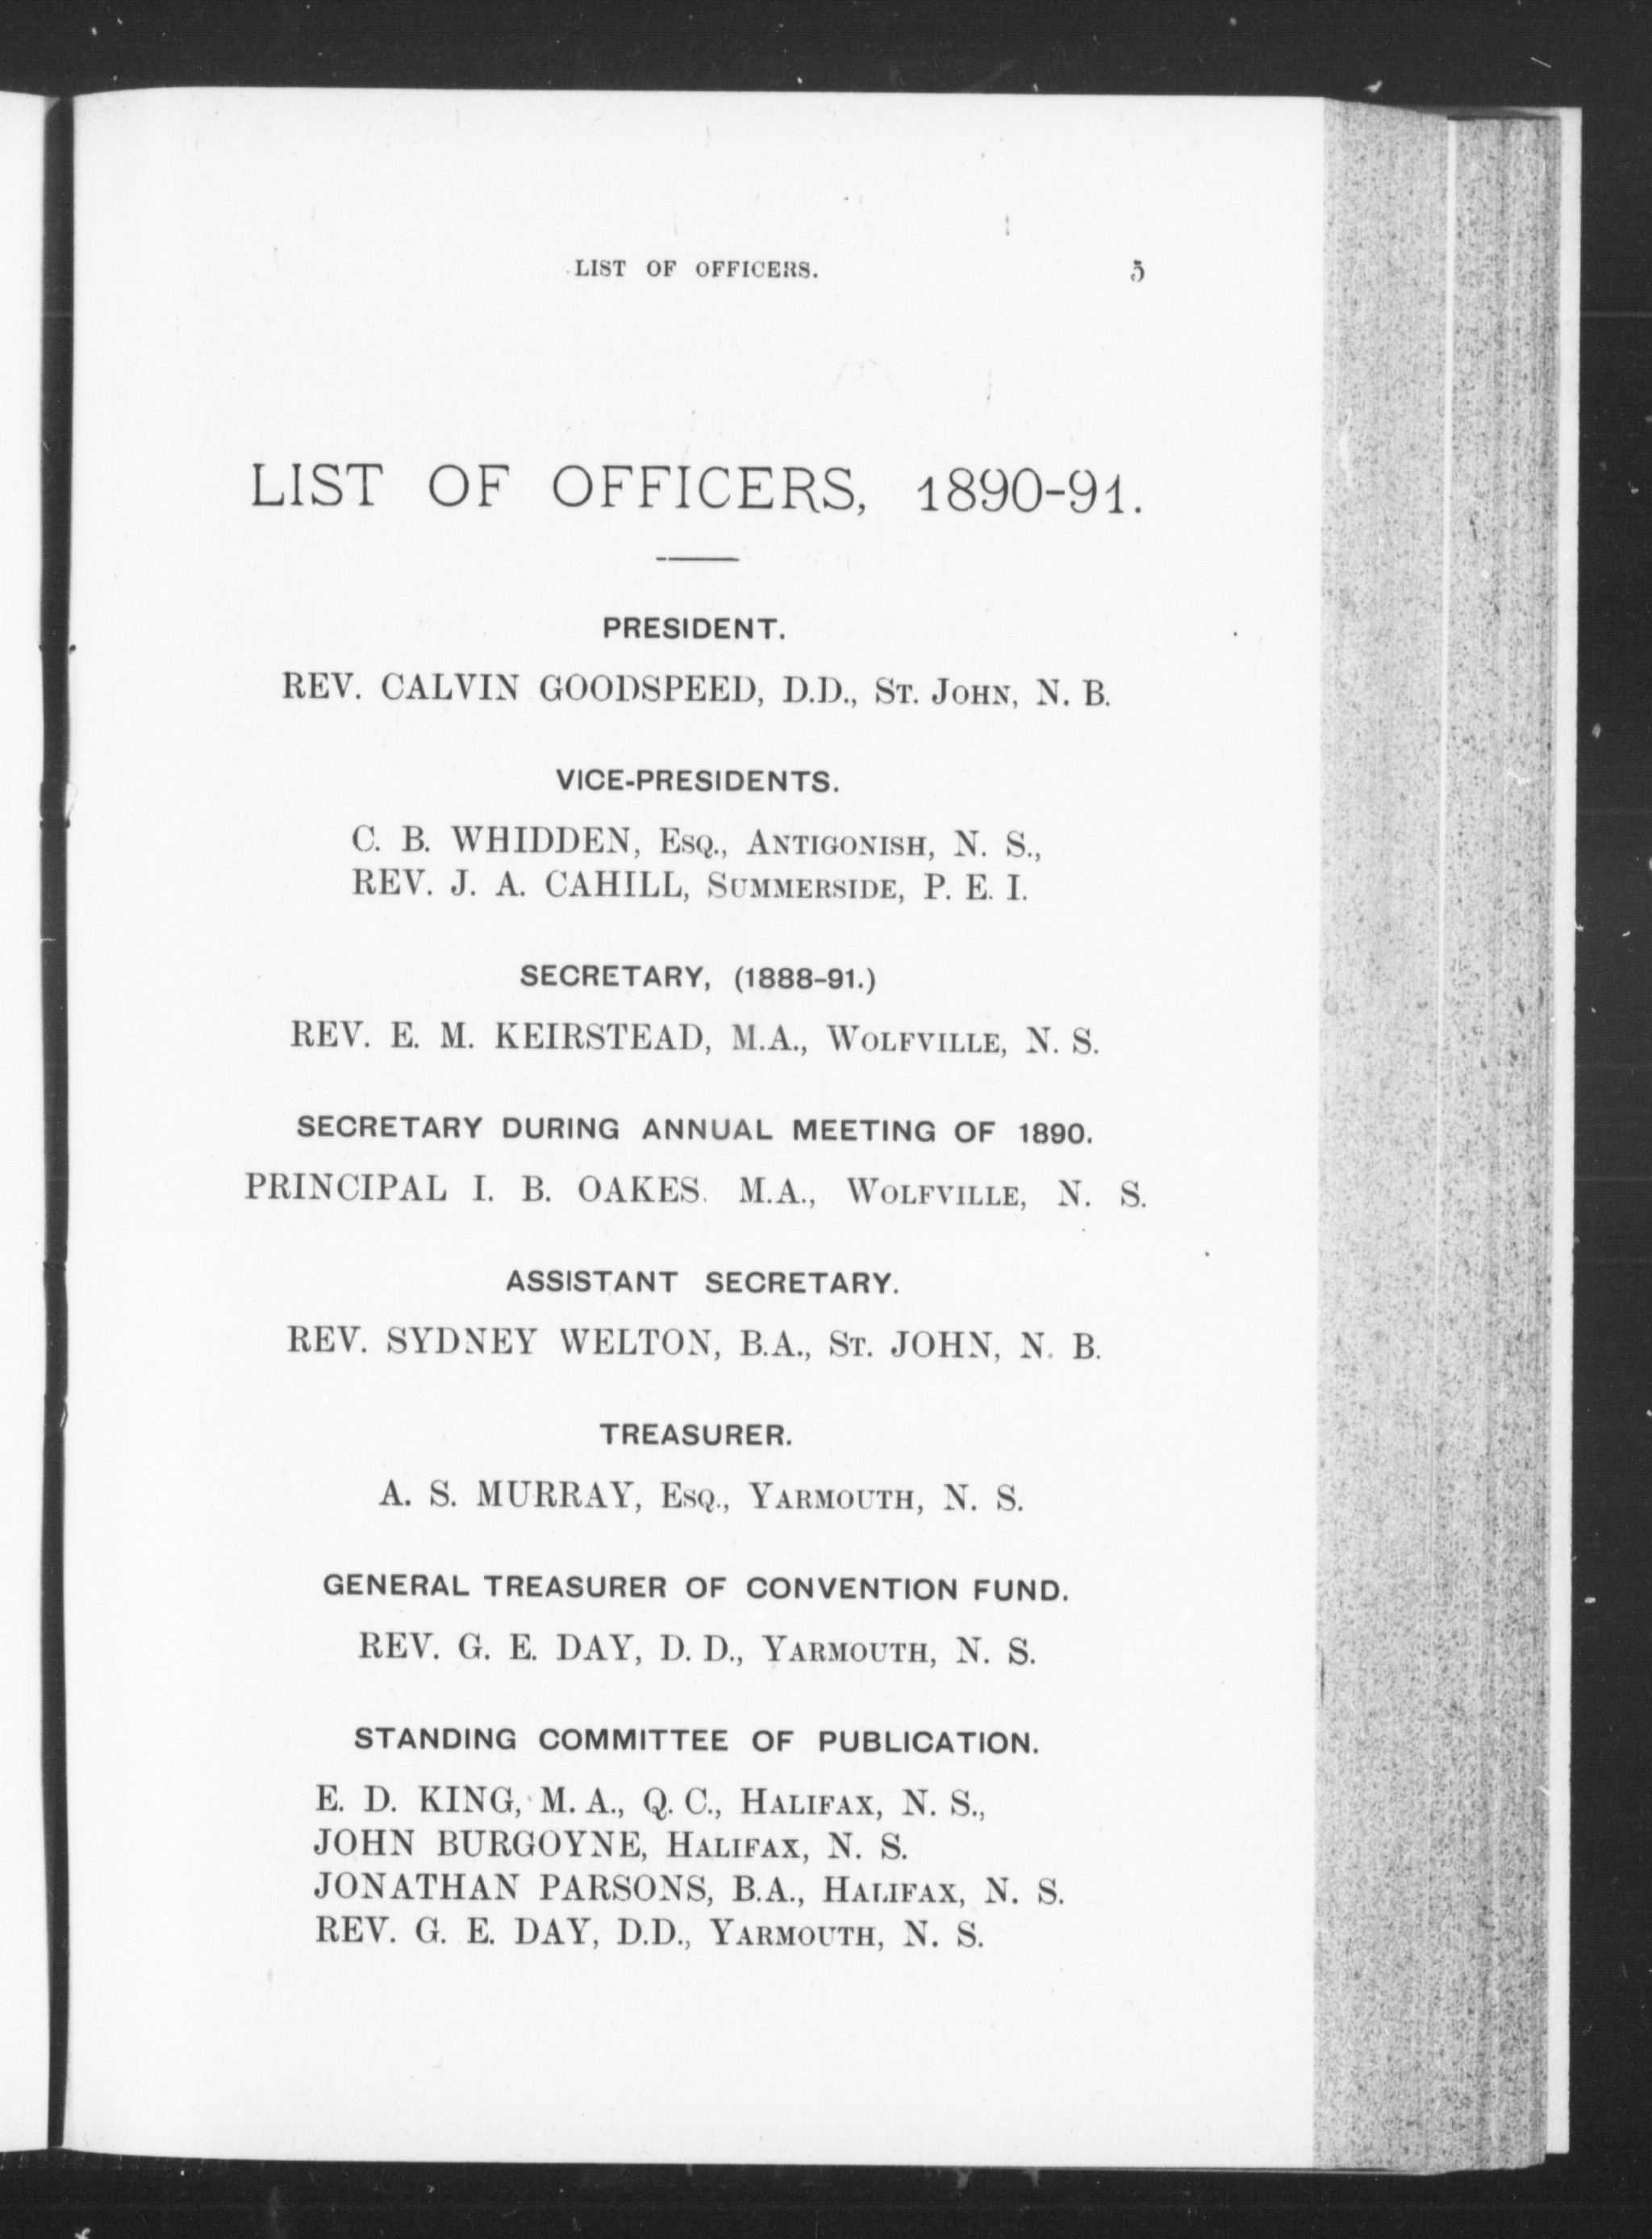 LIST OF OFFICERS. 5
LIST OF OFFICERS, 1890-91.
PRESIDENT.
REV. CALVIN GOODSPEED, D.D., ST. JOHN, N. B.
VICE-PRESIDENTS.
C. B. WHIDDEN, ESQ., ANTIGONISH, N. S.,
REV. J. A. CAHILL, SUMMERSIDE, P. E. I.
SECRETARY, (1888-91.)
REV. E. M. KEIRSTEAD, M.A., WOLFVILLE, N. S.
SECRETARY DURING ANNUAL MEETING OF 1890.
PRINCIPAL I. B. OAKES. M.A., WOLFVILLE, N. S.
ASSISTANT SECRETARY.
REV. SYDNEY WELTON, B.A., ST. JOHN, N. B.
TREASURER.
A. S. MURRAY, ESQ., YARMOUTH, N. S.
GENERAL TREASURER OF CONVENTION FUND.
REV. G. E. DAY, D. D., YARMOUTH, N. S.
STANDING COMMITTEE OF PUBLICATION.
E. D. KING, M. A., Q. C., HALIFAX, N. S.,
JOHN BURGOYNE, HALIFAX, N. S.
JONATHAN PARSONS, B.A., HALIFAX, N. S.
REV. G. E. DAY, D.D., YARMOUTH, N. S.